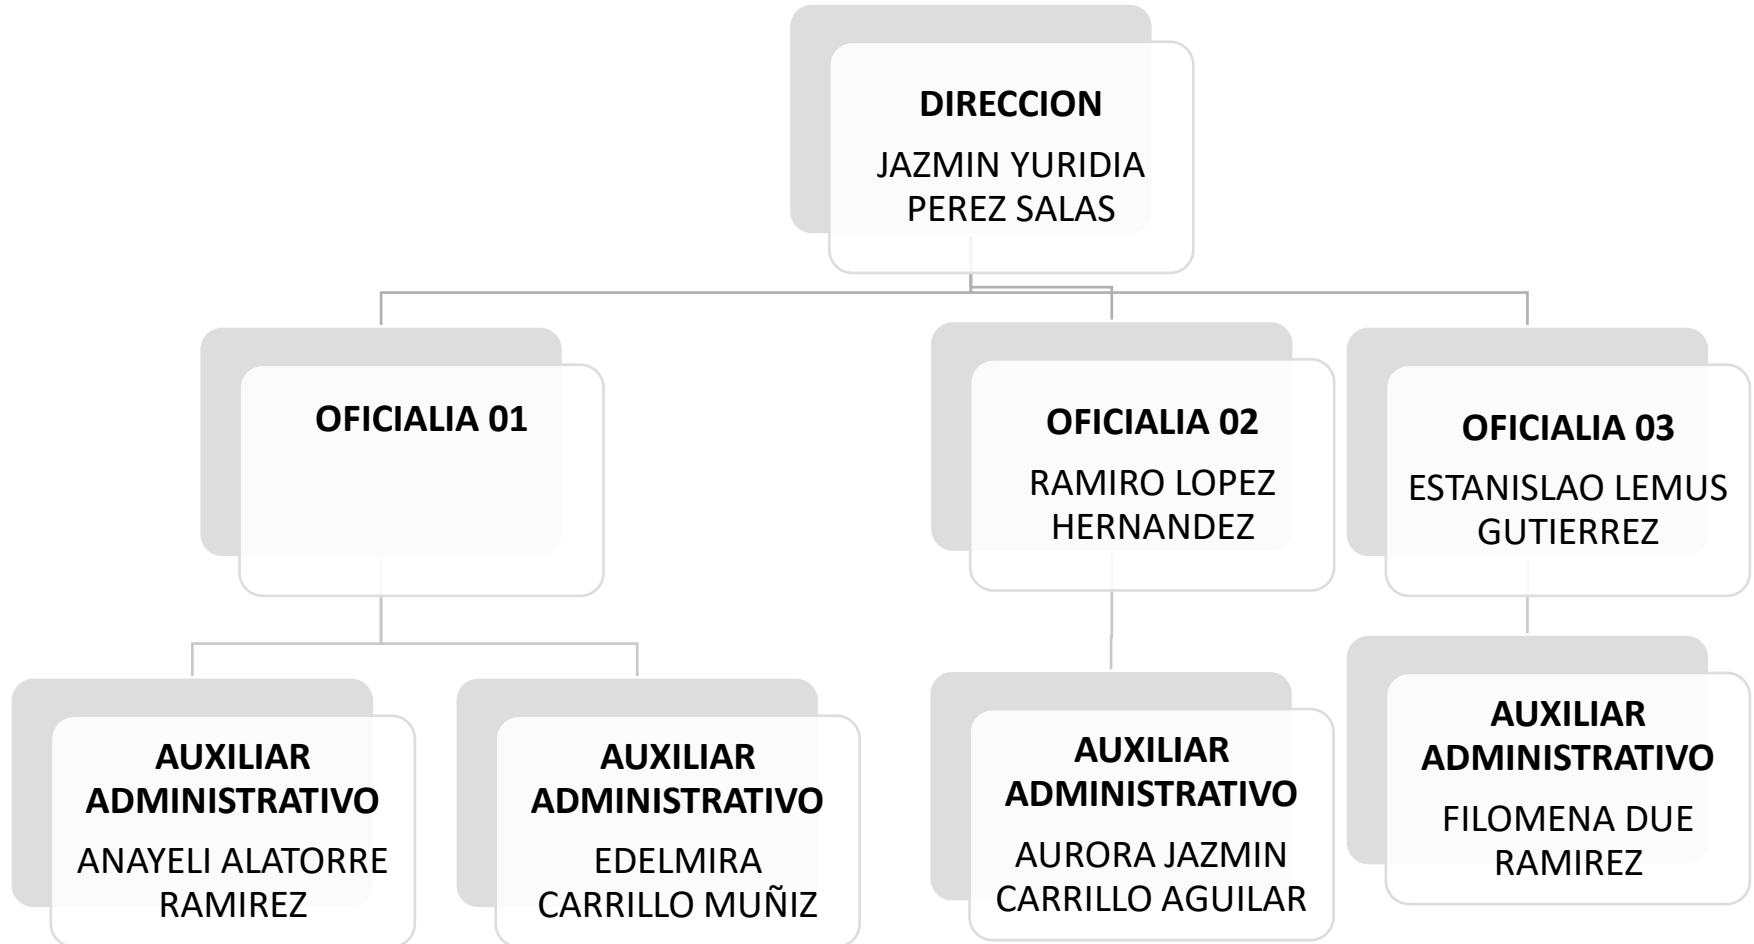 DIRECCION
JAZMIN YURIDIA
PEREZ SALAS
OFICIALIA 01
OFICIALIA 02
RAMIRO LOPEZ
HERNANDEZ
OFICIALIA 03
ESTANISLAO LEMUS
GUTIERREZ
AUXILIAR
ADMINISTRATIVO
ANAYELI ALATORRE
RAMIREZ
AUXILIAR
ADMINISTRATIVO
EDELMIRA
CARRILLO MUÑIZ
AUXILIAR
ADMINISTRATIVO
AURORA JAZMIN
CARRILLO AGUILAR
AUXILIAR
ADMINISTRATIVO
FILOMENA DUE
RAMIREZ